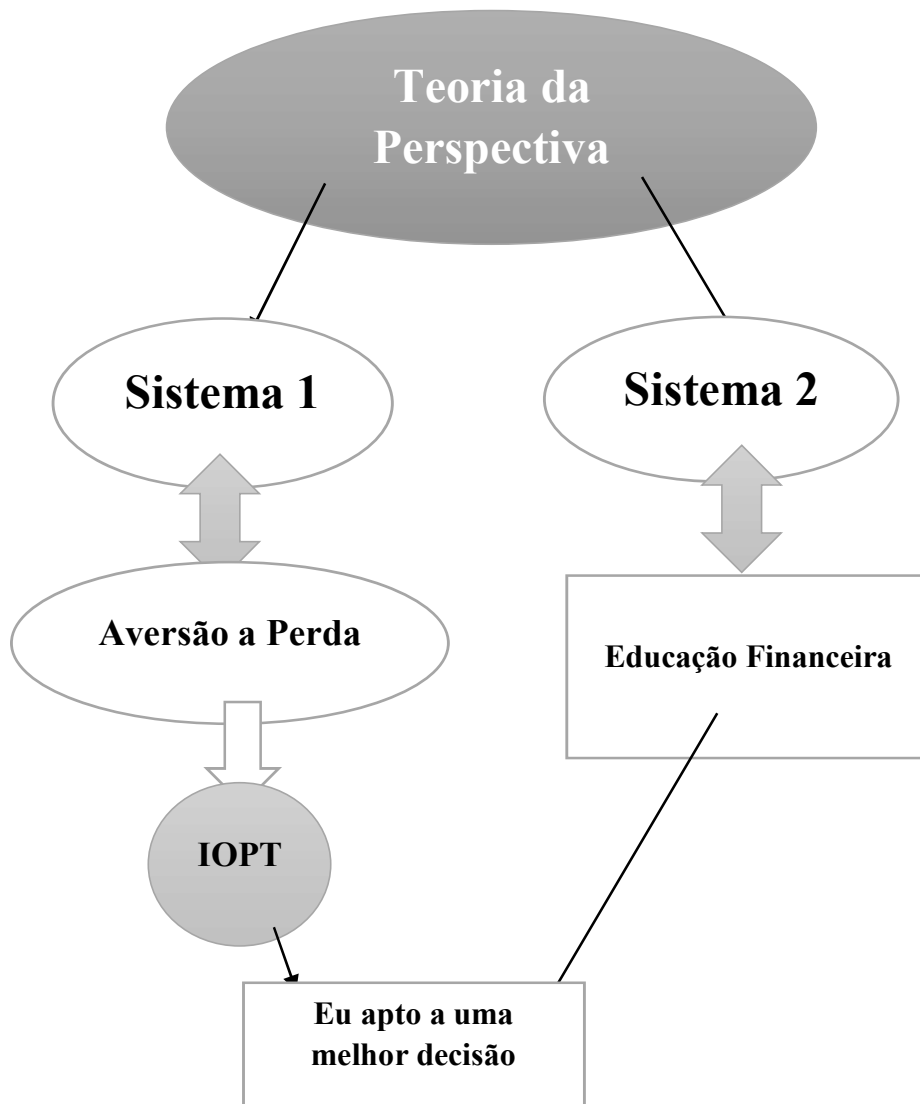 Teoria da
Perspectiva
Sistema 1
Sistema 2
Aversão a Perda
Educação Financeira
IOPT
Eu apto a uma
melhor decisão